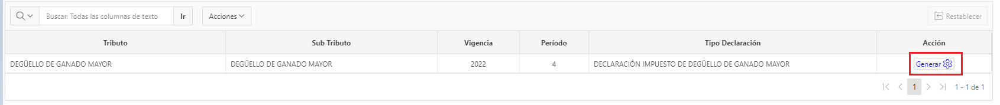 Buscar: Todas las columnas de texto Ir Acciones Restablecer
Tributo Sub Tributo Vigencia Período Tipo Declaración Acción
DEGÜELLO DE GANADO MAYOR DEGÜELLO DE GANADO MAYOR 2022 4 DECLARACIÓN IMPUESTO DE DEGÜELLO DE GANADO MAYOR Generar
1 1 - 1 de 1